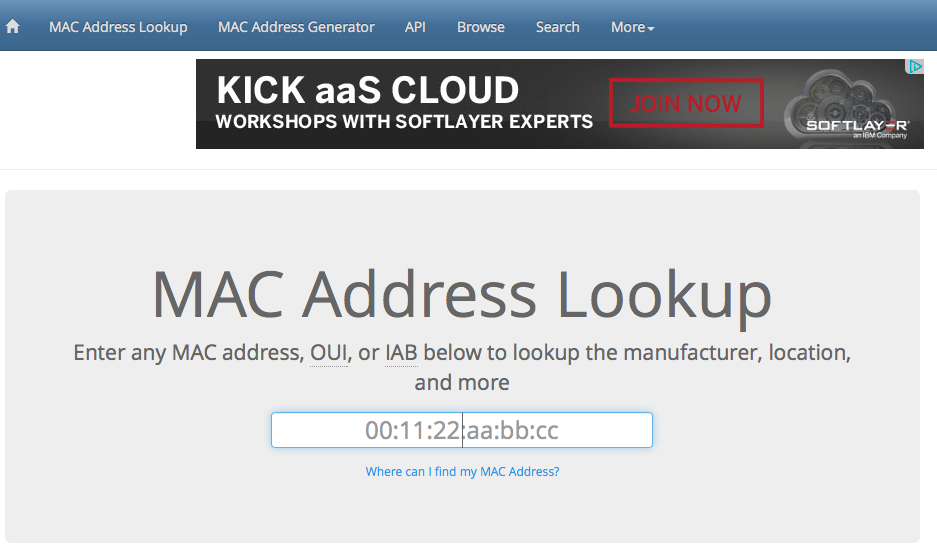 MAC Address Lookup MAC Address Generator API Browse Search More
KICK aaS CLOUD
WORKSHOPS WITH SOFTLAYER EXPERTS
JOIN NOW
SOFTLAYER
an IBM Company
MAC Address Lookup
Enter any MAC address, OUI, or IAB below to lookup the manufacturer, location,
and more
00:11:22:aa:bb:cc
Where can I find my MAC Address?